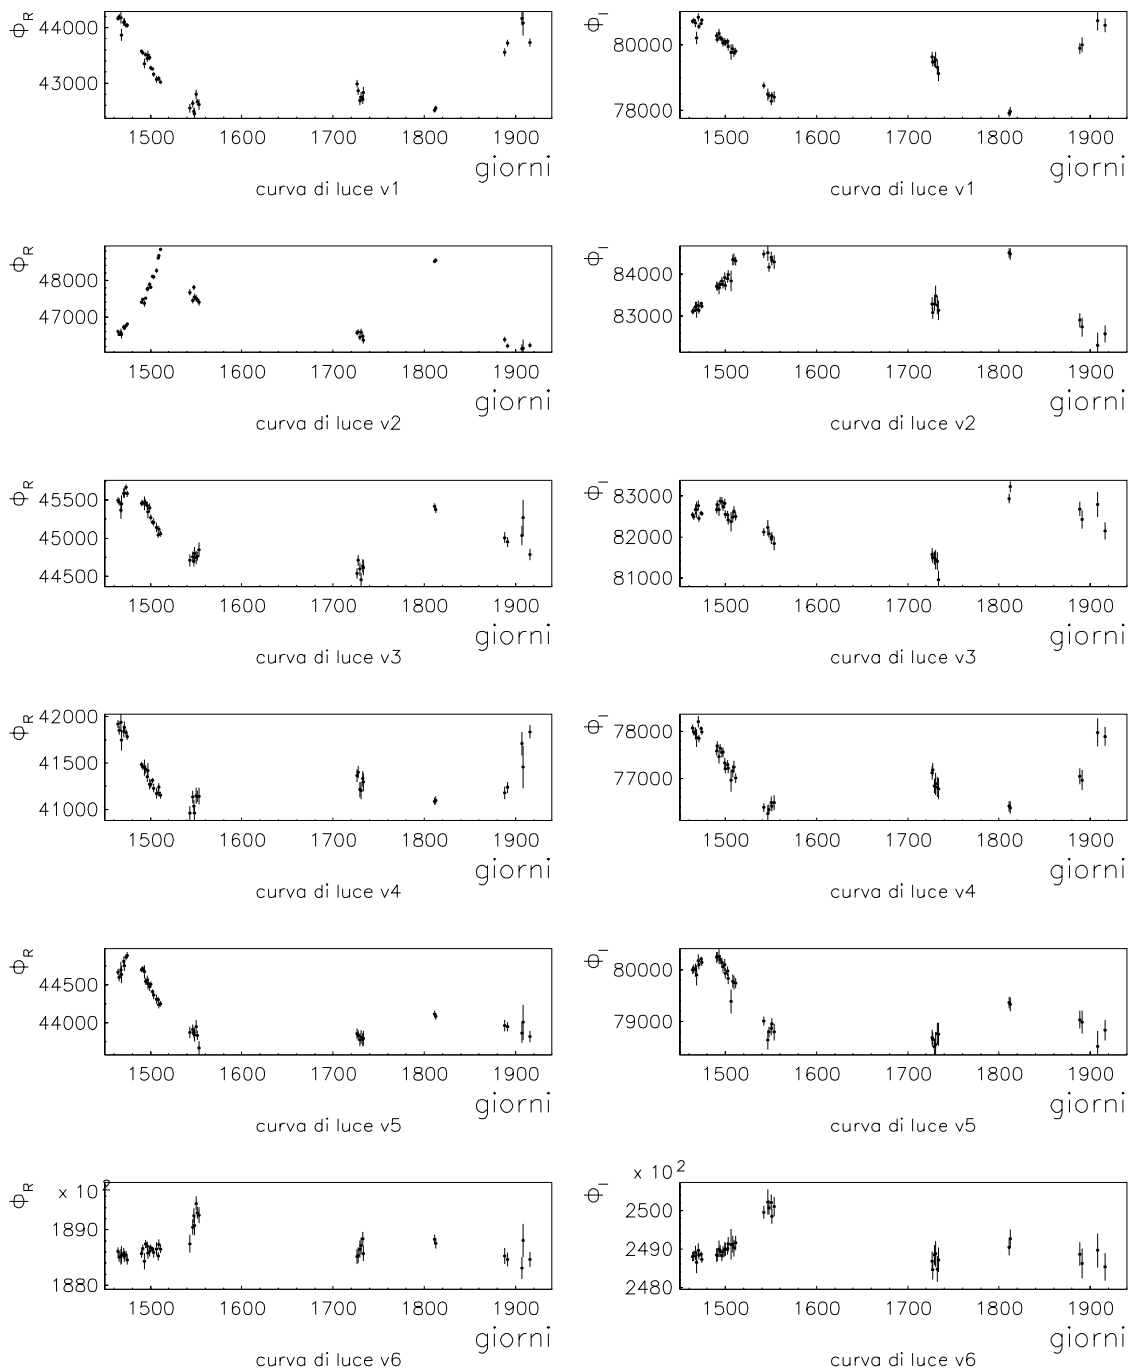 ϕ_R ϕ_I
44000 80000
43000 78000
1500 1600 1700 1800 1900 1500 1600 1700 1800 1900
giorni giorni
curva di luce v1 curva di luce v1
ϕ_R ϕ_I
48000 84000
47000 83000
1500 1600 1700 1800 1900 1500 1600 1700 1800 1900
giorni giorni
curva di luce v2 curva di luce v2
ϕ_R ϕ_I
45500 83000
45000 82000
44500 81000
1500 1600 1700 1800 1900 1500 1600 1700 1800 1900
giorni giorni
curva di luce v3 curva di luce v3
ϕ_R ϕ_I
42000 78000
41500 77000
41000
1500 1600 1700 1800 1900 1500 1600 1700 1800 1900
giorni giorni
curva di luce v4 curva di luce v4
ϕ_R ϕ_I
44500 80000
44000 79000
1500 1600 1700 1800 1900 1500 1600 1700 1800 1900
giorni giorni
curva di luce v5 curva di luce v5
x 10^2
ϕ_R x 10 ϕ_I
1890 2500
1880 2490
2480
1500 1600 1700 1800 1900 1500 1600 1700 1800 1900
giorni giorni
curva di luce v6 curva di luce v6